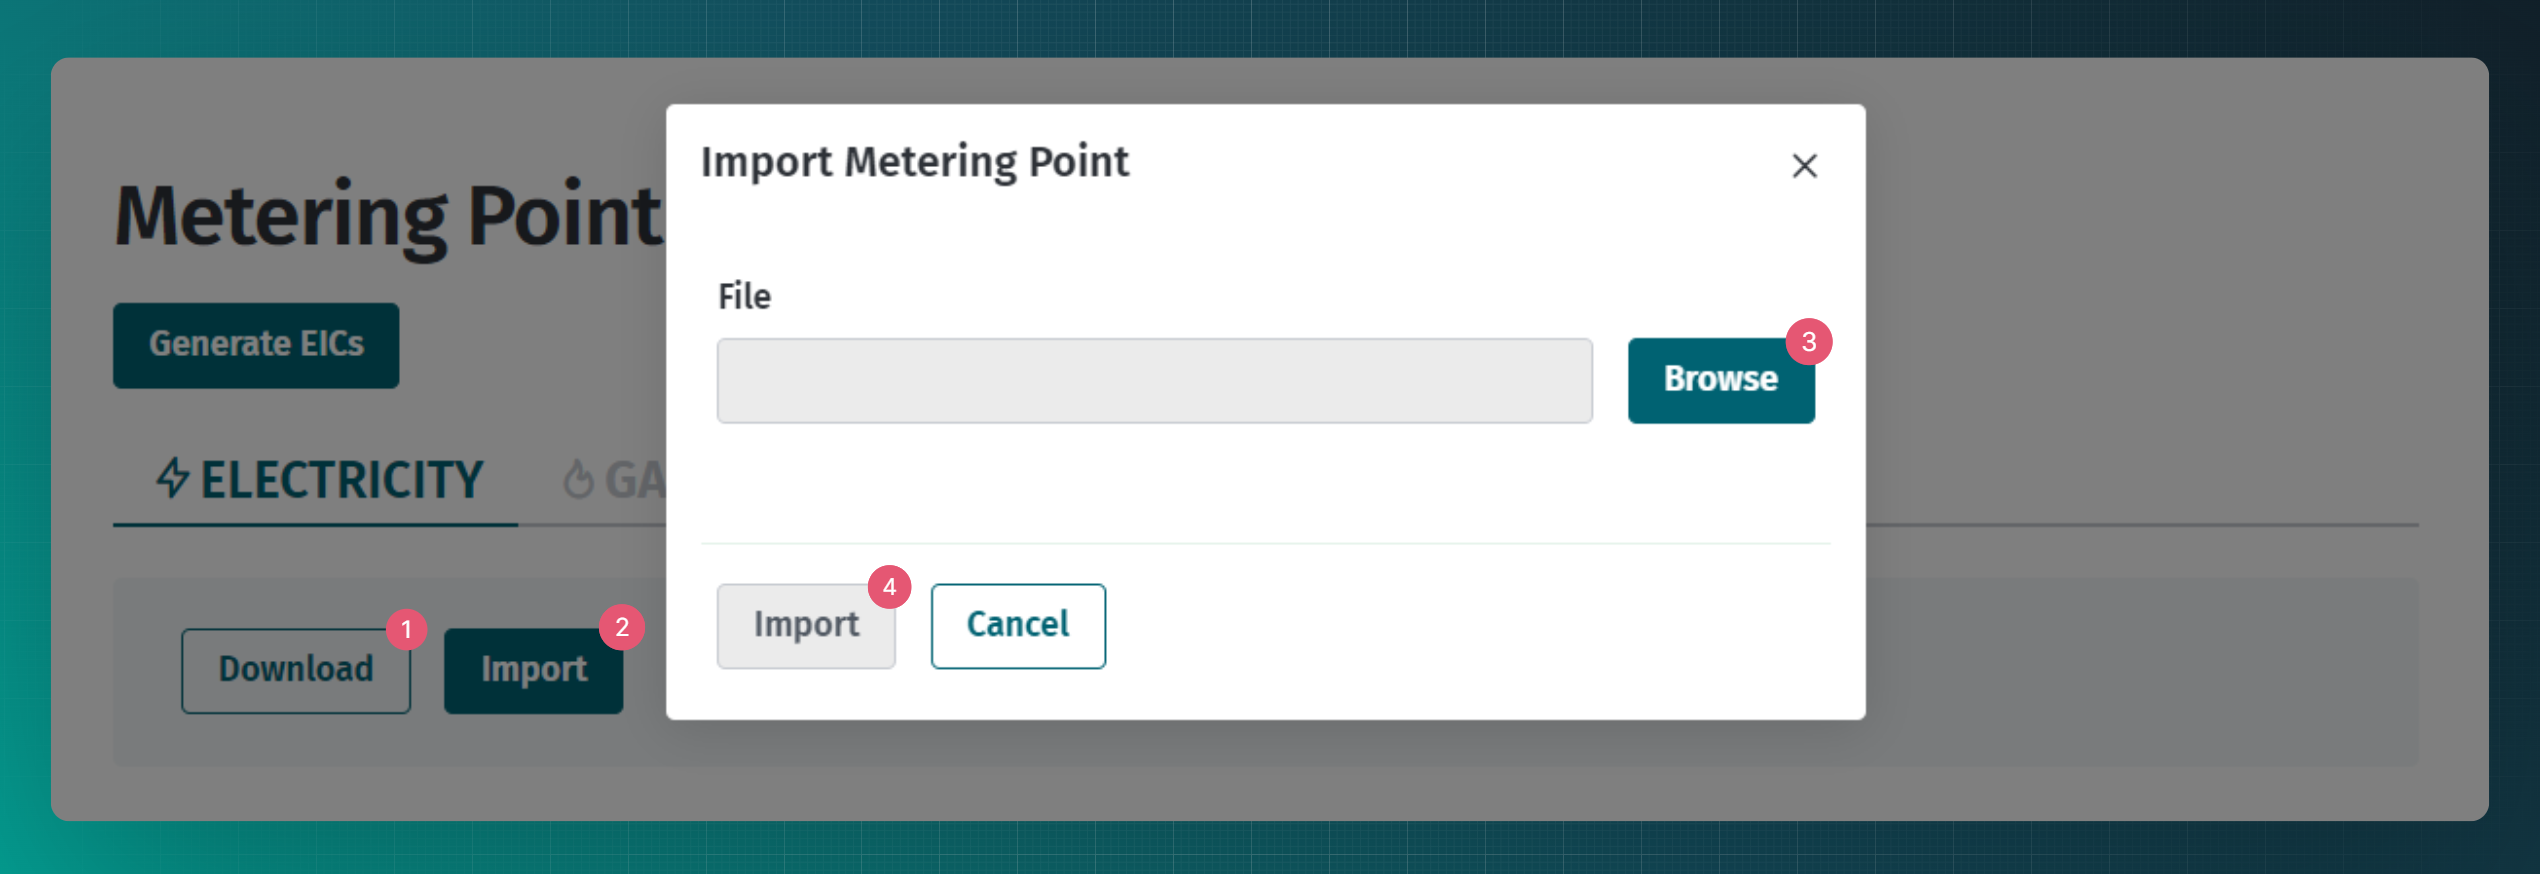 Import Metering Point
Metering Point
File
3
Browse
Generate EICs
ELECTRICITY
GA
4
Import
Cancel
1
2
Download
Import